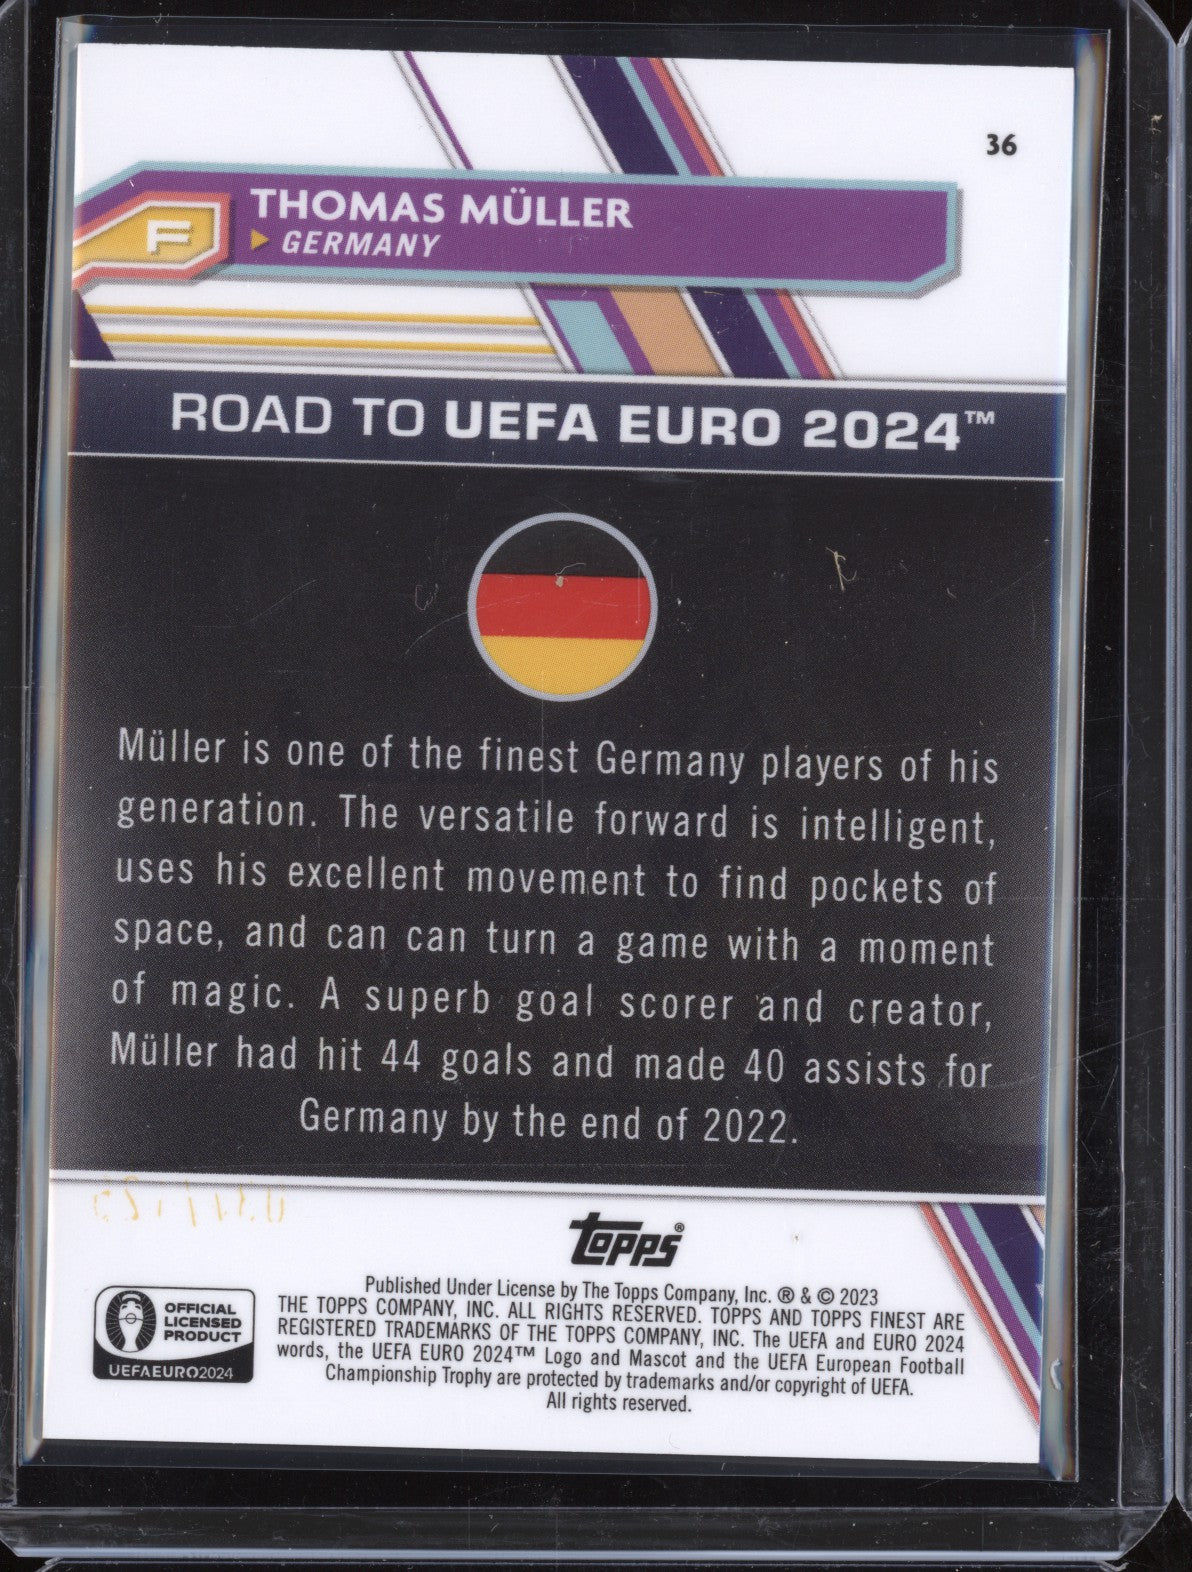 36
THOMAS MÜLLER
F
GERMANY
ROAD TO UEFA EURO 2024™
Müller is one of the finest Germany players of his
generation. The versatile forward is intelligent,
uses his excellent movement to find pockets of
space, and can can turn a game with a moment
of magic. A superb goal scorer and creator,
Müller had hit 44 goals and made 40 assists for
Germany by the end of 2022.
topps®
Published Under License by The Topps Company, Inc. ® & © 2023
THE TOPPS COMPANY, INC. ALL RIGHTS RESERVED. TOPPS AND TOPPS FINEST ARE
REGISTERED TRADEMARKS OF THE TOPPS COMPANY, INC. The UEFA and EURO 2024
words, the UEFA EURO 2024™ Logo and Mascot and the UEFA European Football
Championship Trophy are protected by trademarks and/or copyright of UEFA.
All rights reserved.
OFFICIAL
LICENSED
PRODUCT
UEFAEURO2024